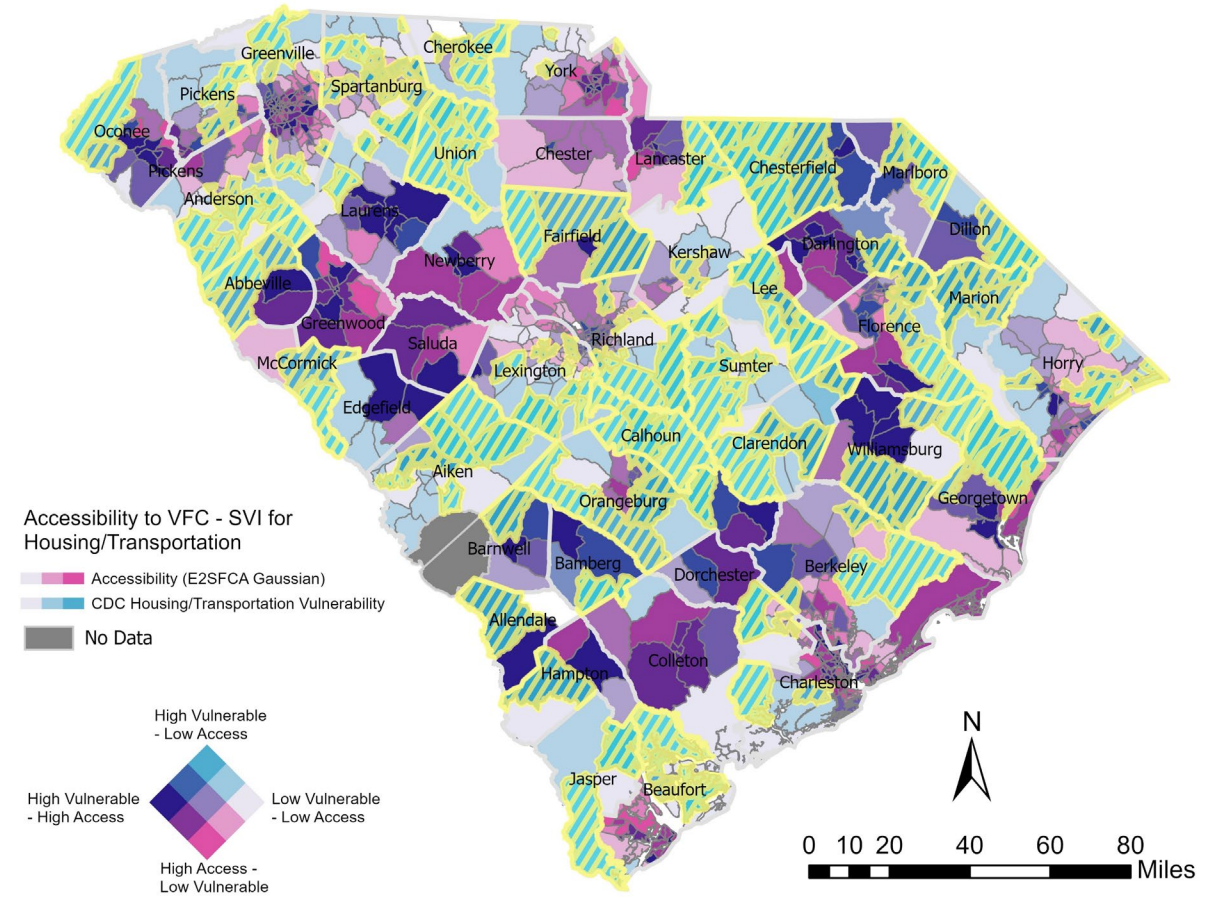 Cherokee
Greenville
York
Spartanburg
Pickens
Oconee
Union
Chester
Lancaster
Chesterfield
Marlboro
Pickens
Anderson
Laurens
Dillon
Fairfield
Darlington
Kershaw
Newberry
Abbeville
Lee
Marion
Greenwood
Florence
Saluda
Richland
McCormick
Lexington
Sumter
Horry
Edgefield
Calhoun
Clarendon
Williamsburg
Aiken
Orangeburg
Georgetown
Barnwell
Bamberg
Dorchester
Berkeley
Allendale
Hampton
Colleton
Charleston
Jasper
Beaufort
Accessibility to VFC - SVI for
Housing/Transportation
Accessibility (E2SFCA Gaussian)
CDC Housing/Transportation Vulnerability
No Data
High Vulnerable
- Low Access
High Vulnerable
- High Access
Low Vulnerable
- Low Access
High Access -
Low Vulnerable
N
0 10 20 40 60 80
Miles